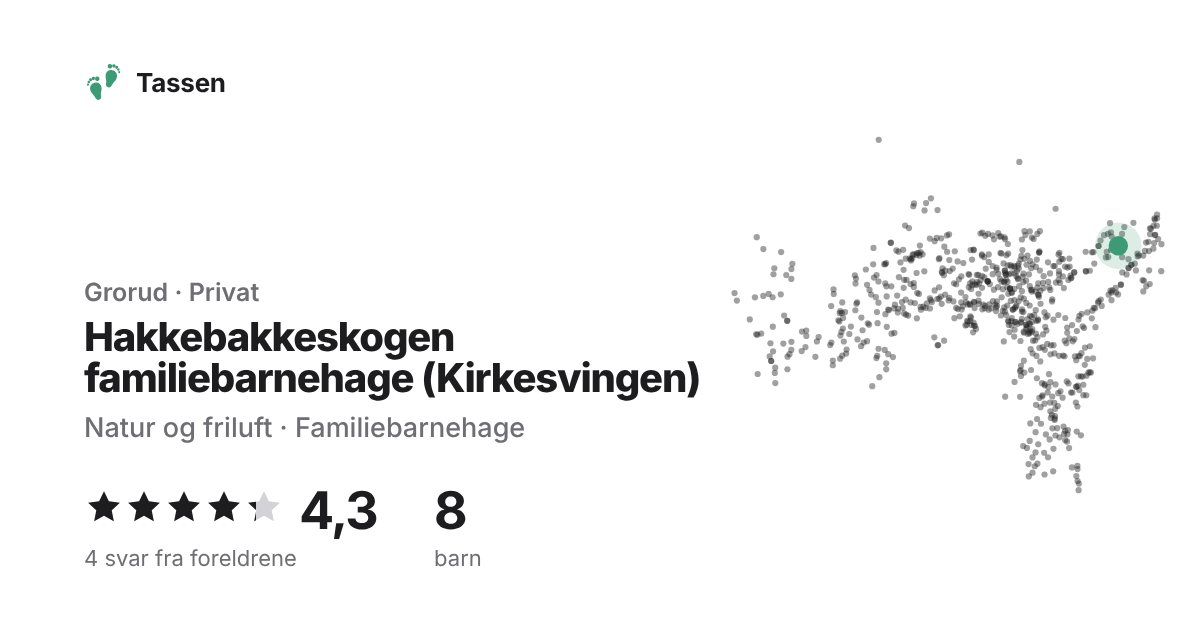 Tassen
Grorud · Privat
Hakkebakkeskogen
familiebarnehage (Kirkesvingen)
Natur og friluft · Familiebarnehage
4,3
8
4 svar fra foreldrene
barn